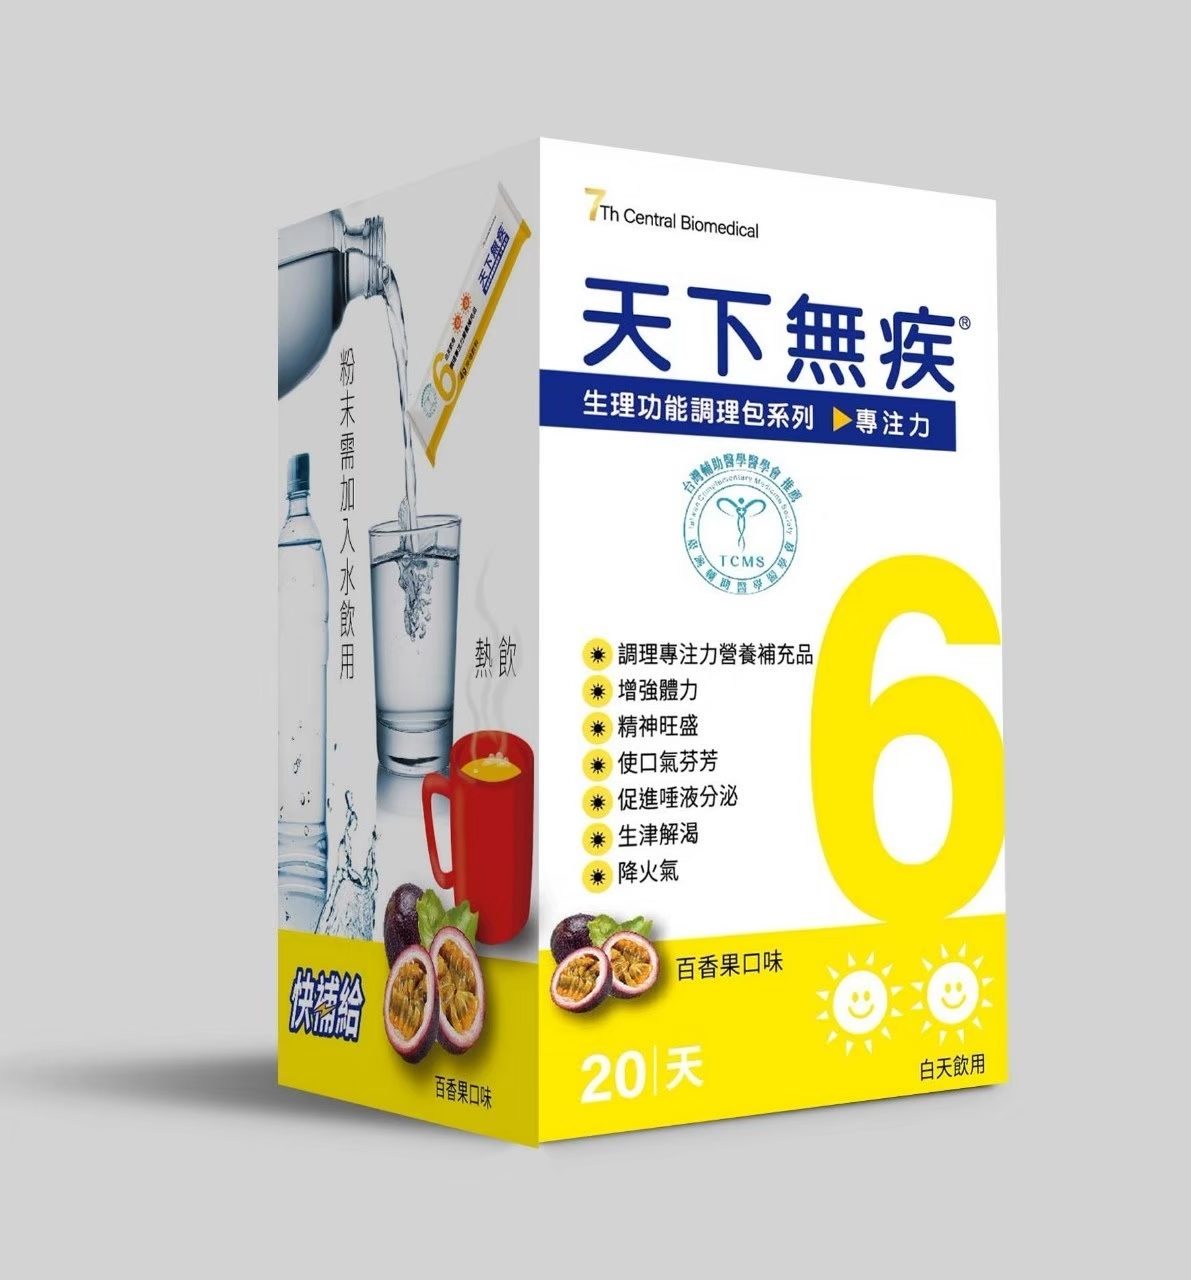 7Th Central Biomedical
天下無疾®
生理功能調理包系列 ▶專注力
台灣輔助醫學醫學會 推薦
Taiwan Complementary Medicine Society
TCMS
調理專注力營養補充品
增強體力
精神旺盛
使口氣芬芳
促進唾液分泌
生津解渴
降火氣
6
百香果口味
20|天
白天飲用
天下無疾
6
粉末需加入水飲用
熱飲
快補給
百香果口味